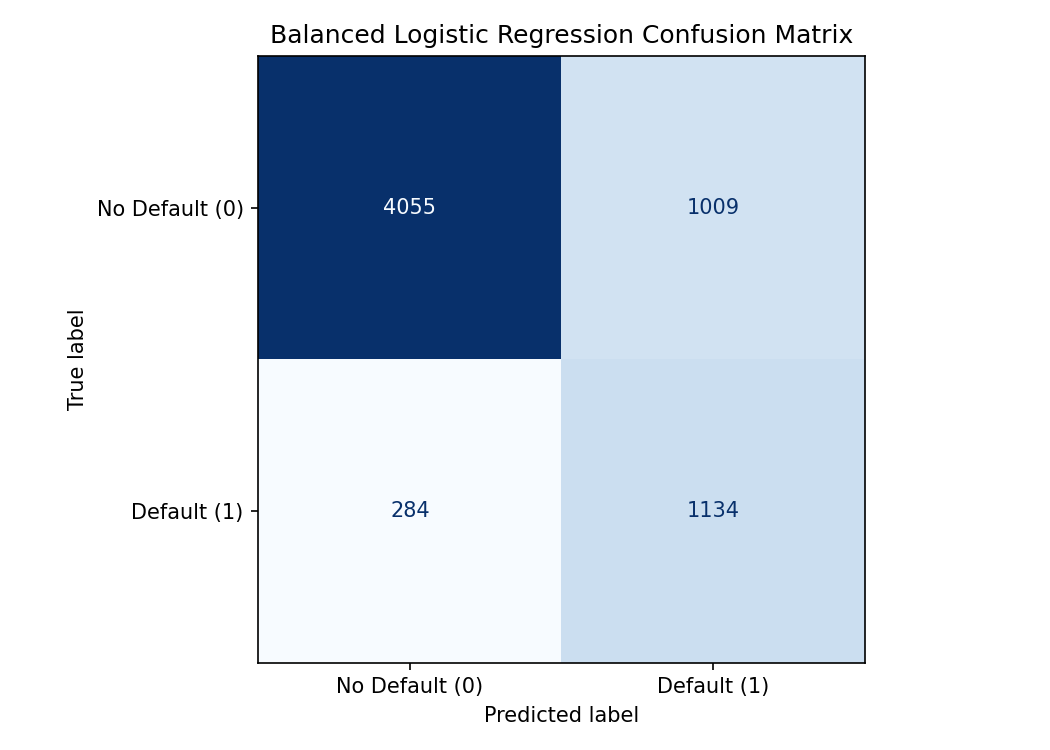 Balanced Logistic Regression Confusion Matrix
No Default (0)
4055
1009
True label
Default (1)
284
1134
No Default (0)
Default (1)
Predicted label